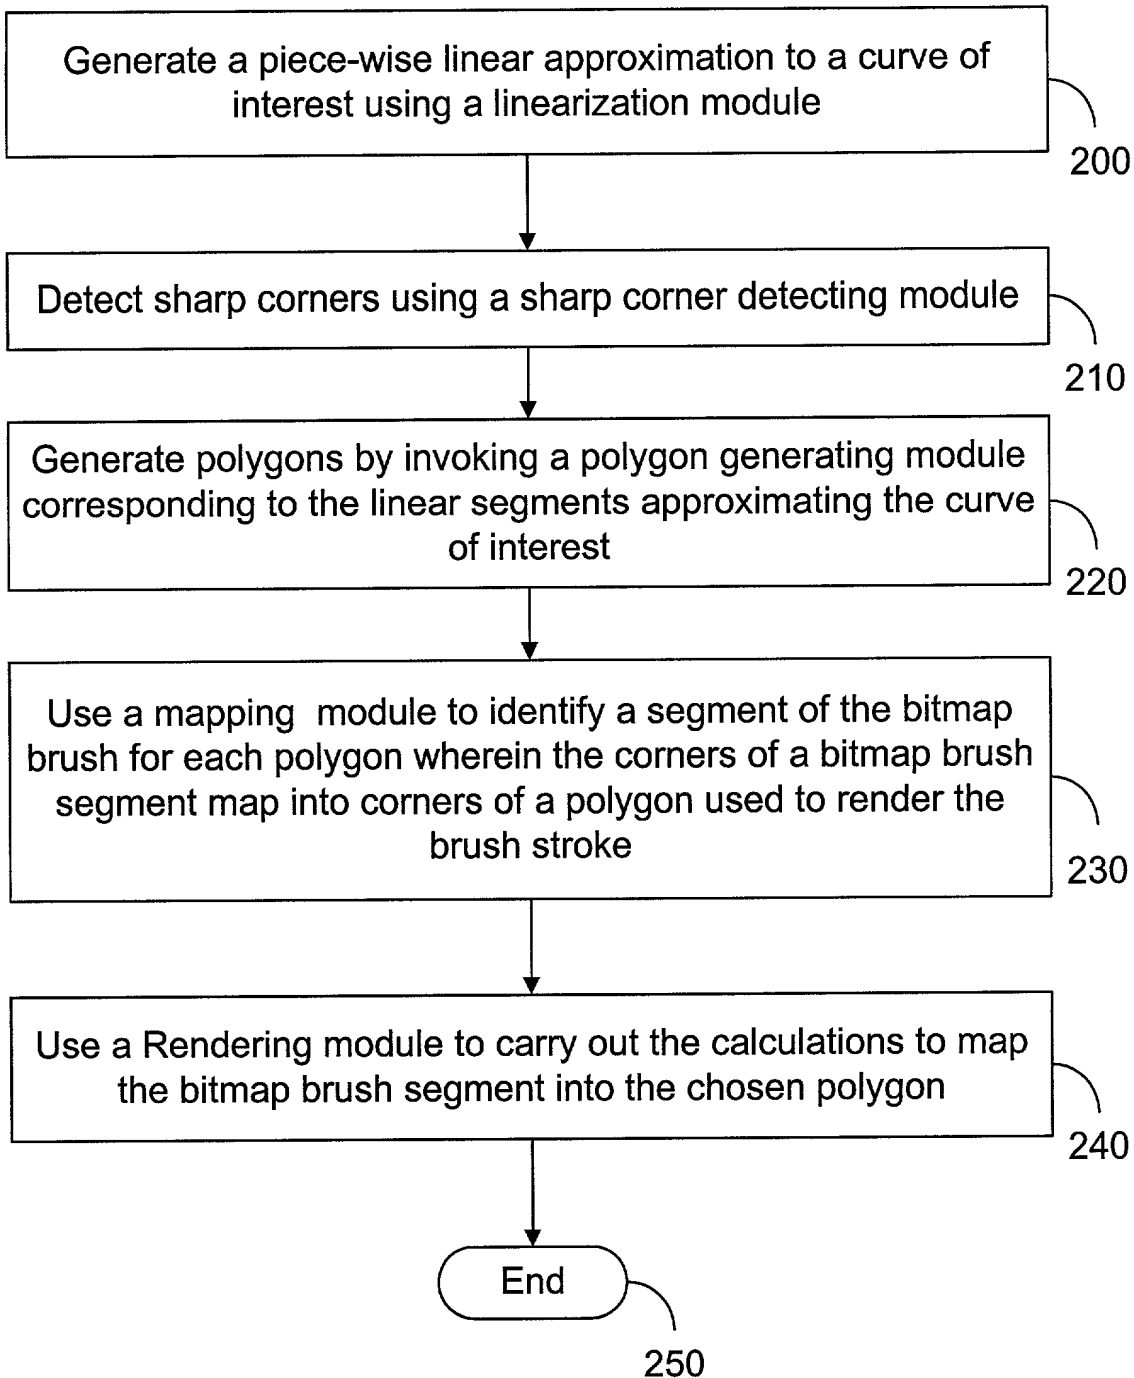 Generate a piece-wise linear approximation to a curve of
interest using a linearization module
200
Detect sharp corners using a sharp corner detecting module
210
Generate polygons by invoking a polygon generating module
corresponding to the linear segments approximating the curve
of interest
220
Use a mapping module to identify a segment of the bitmap
brush for each polygon wherein the corners of a bitmap brush
segment map into corners of a polygon used to render the
brush stroke
230
Use a Rendering module to carry out the calculations to map
the bitmap brush segment into the chosen polygon
240
End
250